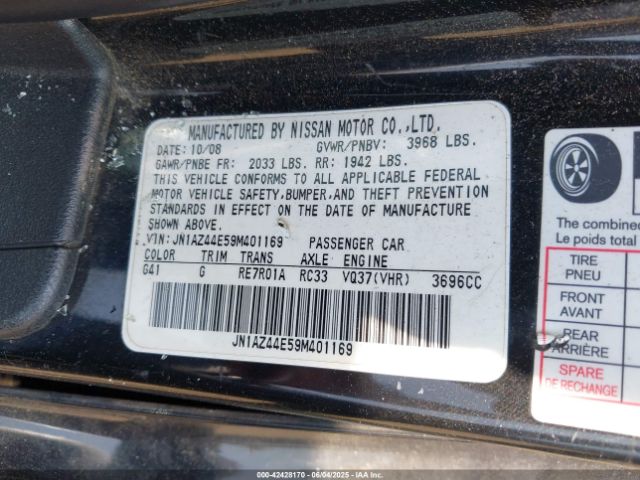 MANUFACTURED BY NISSAN MOTOR CO.,LTD.
DATE: 10/08 GVWR/PNBV: 3968 LBS.
GAWR/PNBE FR: 2033 LBS. RR: 1942 LBS.
THIS VEHICLE CONFORMS TO ALL APPLICABLE FEDERAL
MOTOR VEHICLE SAFETY,BUMPER,AND THEFT PREVENTION
STANDARDS IN EFFECT ON THE DATE OF MANUFACTURE
SHOWN ABOVE.
VIN: JN1AZ44E59M401169 PASSENGER CAR
COLOR TRIM TRANS AXLE ENGINE
G41 G RE7R01A RC33 VQ37(VHR) 3696CC
JN1AZ44E59M401169
The combined
Le poids total
TIRE
PNEU
FRONT
AVANT
REAR
ARRIÈRE
SPARE
DE RECHANGE
000-42428170 - 06/04/2025 - IAAI.COM